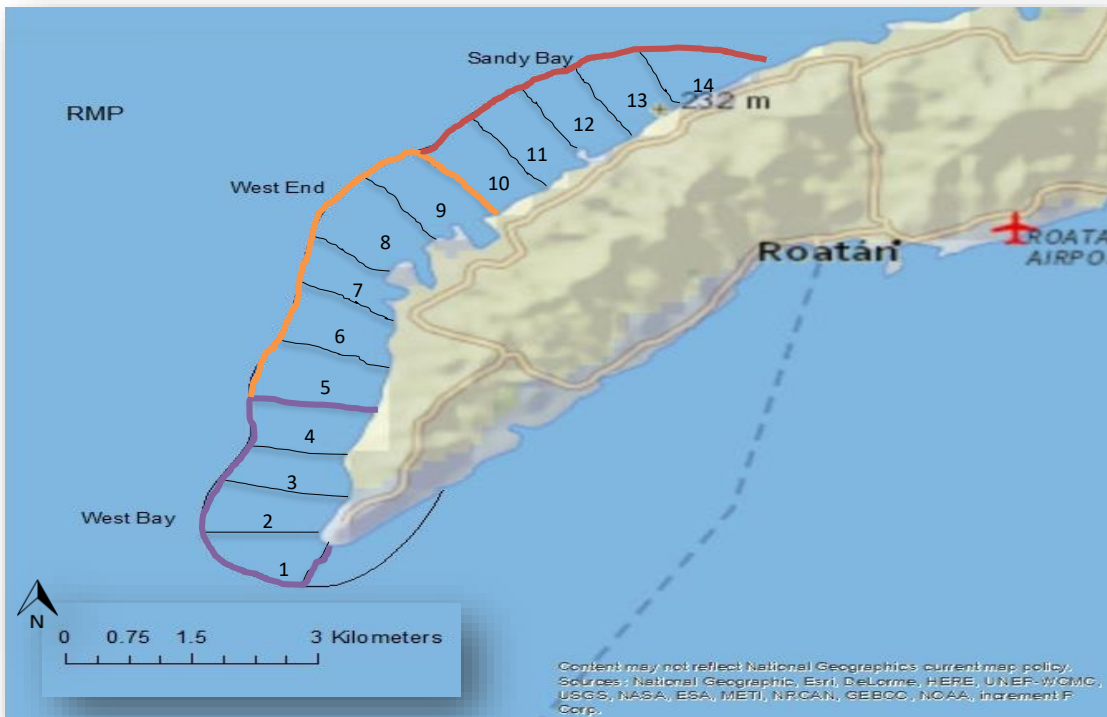 Sandy Bay
14
232 m
13
RMP
12
11
West End
10
9
8
Roatán
ROATA
AIRPO
7
6
5
4
3
West Bay
2
1
N
0 0.75 1.5 3 Kilometers
Content may not reflect National Geographics current map policy.
Sources: National Geographic, Esri, DeLorme, HERE, UNEP-WCMC,
USGS, NASA, ESA, METI, NRCAN, GEBCO, NOAA, increment P
Corp.